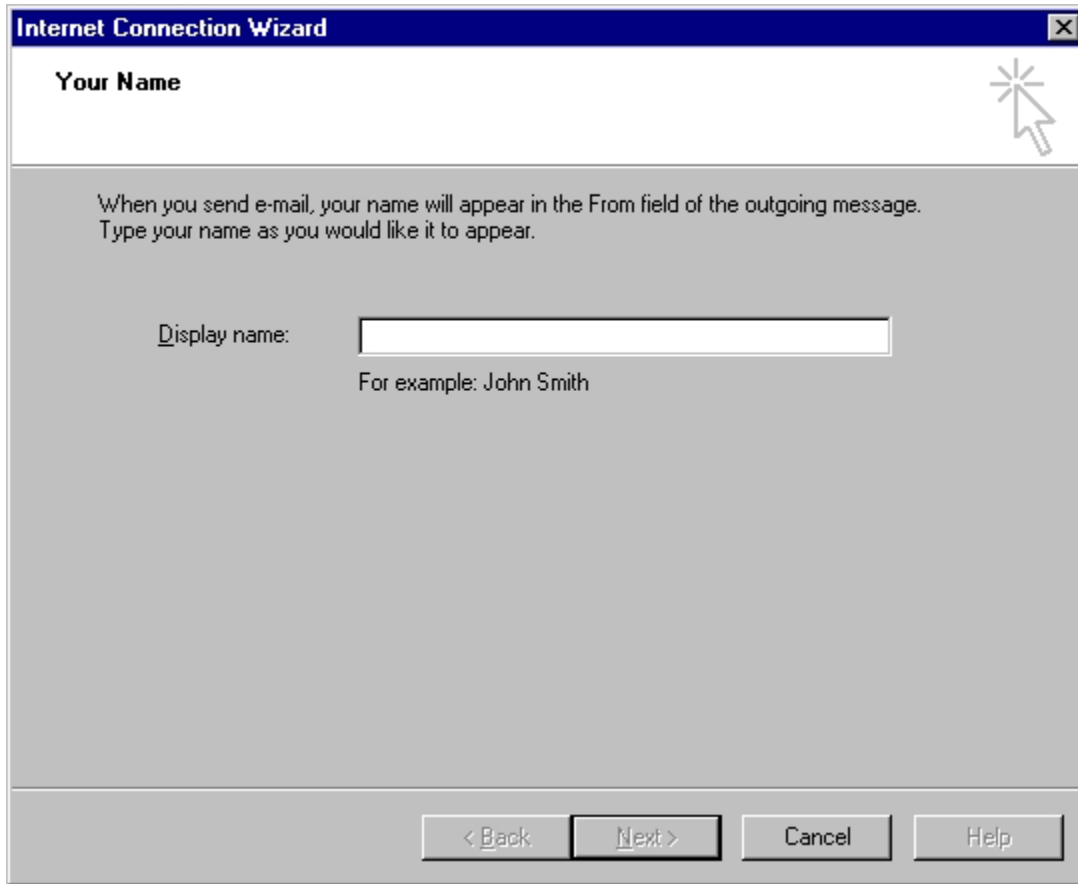 Internet Connection Wizard
Your Name
When you send e-mail, your name will appear in the From field of the outgoing message.
Type your name as you would like it to appear.
Display name:
For example: John Smith
< Back Next > Cancel Help